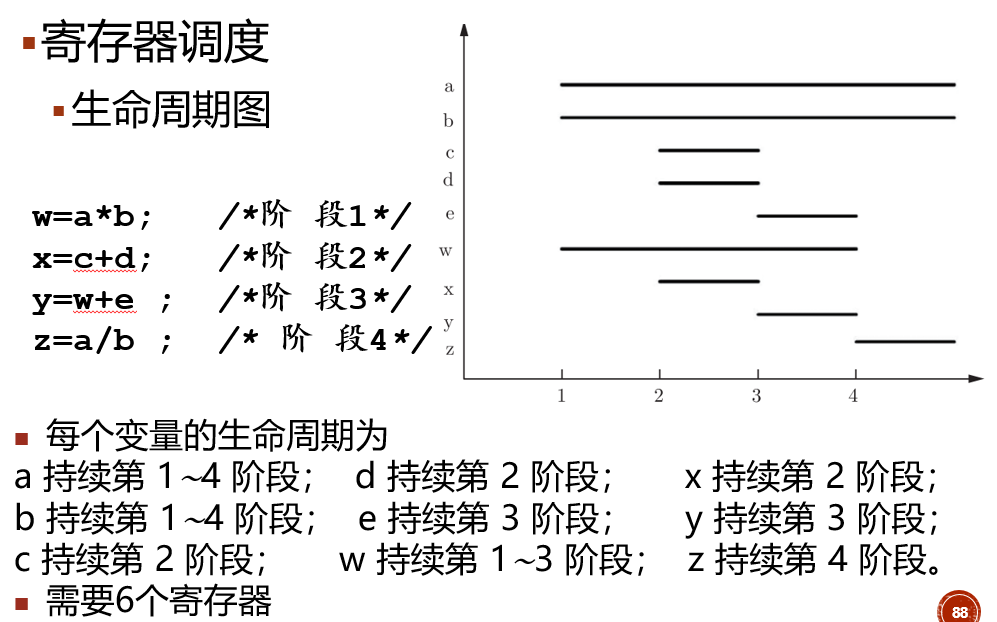 寄存器调度
生命周期图
w=a*b; /*阶 段1*/
x=c+d; /*阶 段2*/
y=w+e ; /*阶 段3*/
z=a/b ; /* 阶 段4*/
a
b
c
d
e
w
x
y
z
1 2 3 4
每个变量的生命周期为
a 持续第 1~4 阶段； d 持续第 2 阶段； x 持续第 2 阶段；
b 持续第 1~4 阶段； e 持续第 3 阶段； y 持续第 3 阶段；
c 持续第 2 阶段； w 持续第 1~3 阶段； z 持续第 4 阶段。
需要6个寄存器
88